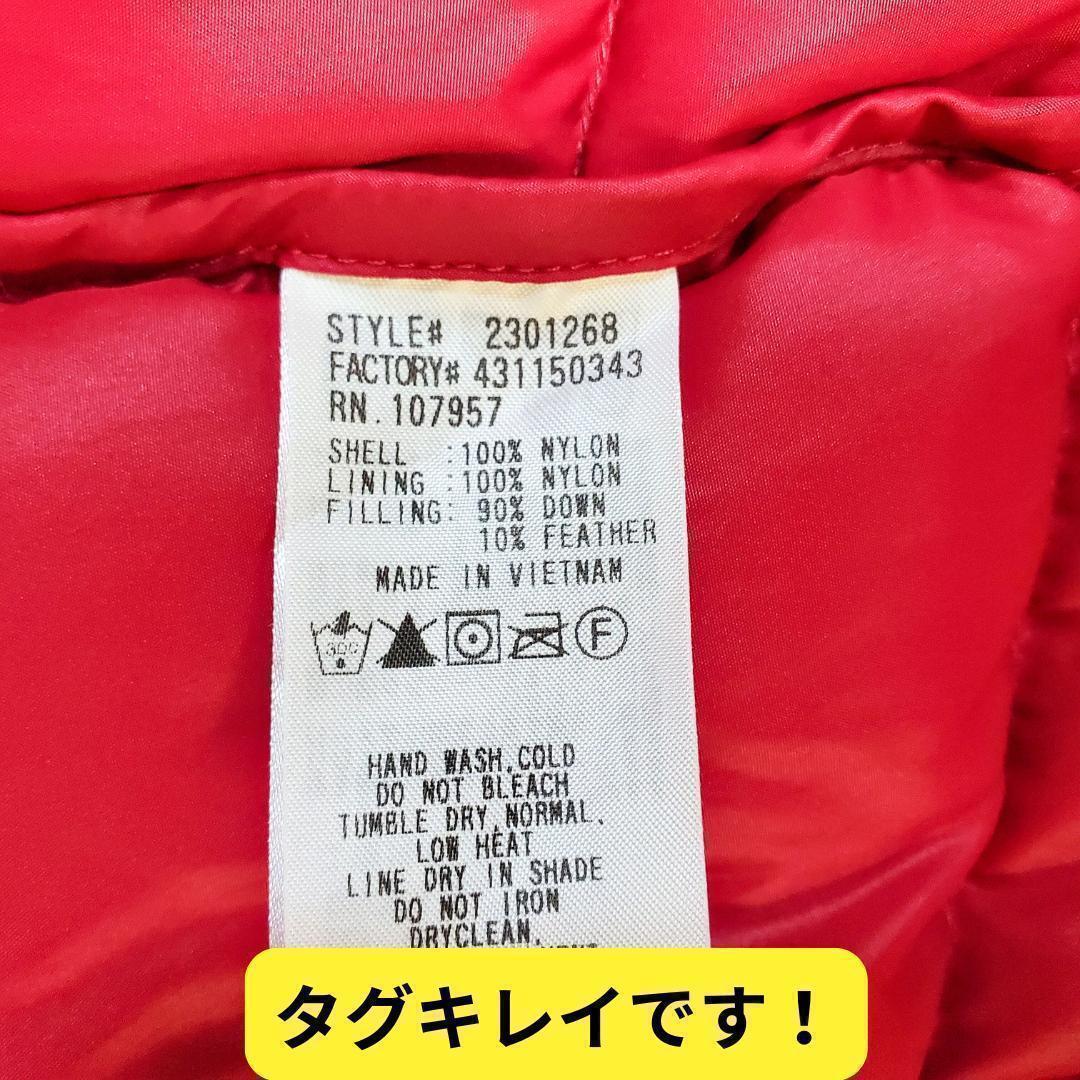 STYLE# 2301268
FACTORY# 431150343
RN.107957
SHELL :100% NYLON
LINING :100% NYLON
FILLING: 90% DOWN
10% FEATHER
MADE IN VIETNAM
30C
F
HAND WASH,COLD
DO NOT BLEACH
TUMBLE DRY,NORMAL.
LOW HEAT
LINE DRY IN SHADE
DO NOT IRON
DRYCLEAN,
タグキレイです！